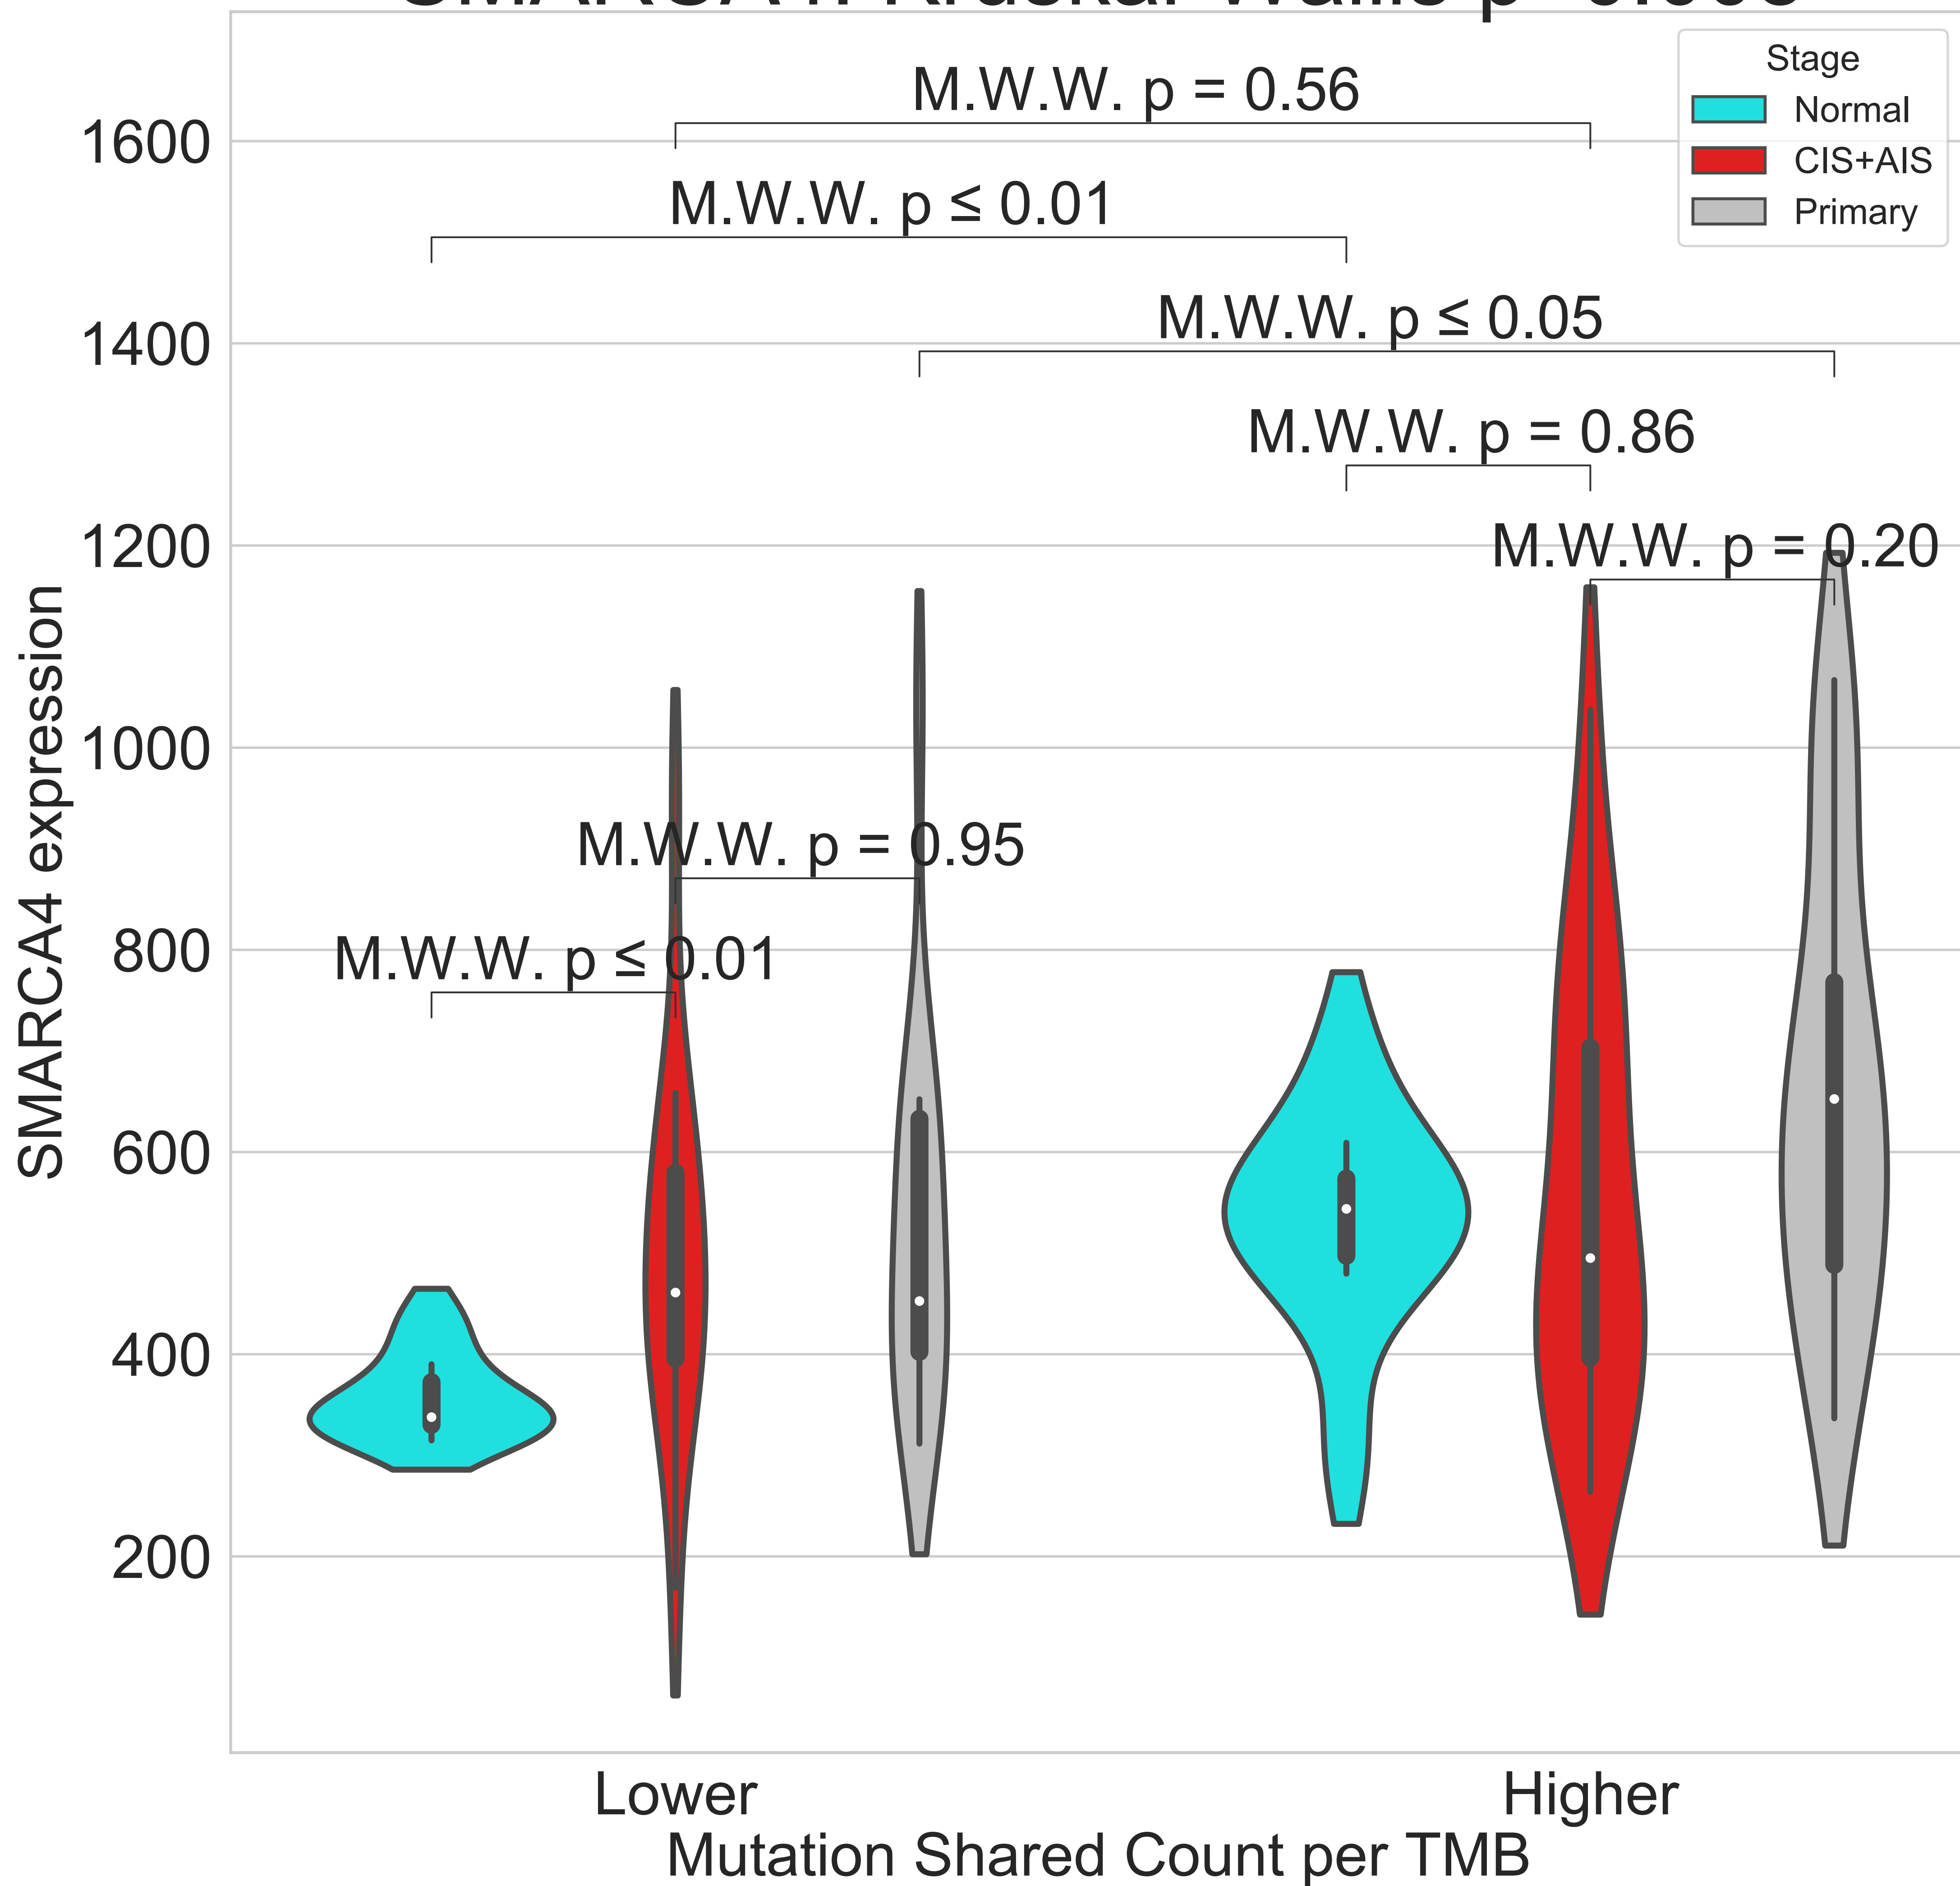 M.W.W. p = 0.56
M.W.W. p ≤ 0.01
M.W.W. p ≤ 0.05
M.W.W. p = 0.86
M.W.W. p = 0.20
M.W.W. p = 0.95
M.W.W. p ≤ 0.01
Stage
Normal
CIS+AIS
Primary
SMARCA4 expression
1600
1400
1200
1000
800
600
400
200
Lower
Higher
Mutation Shared Count per TMB